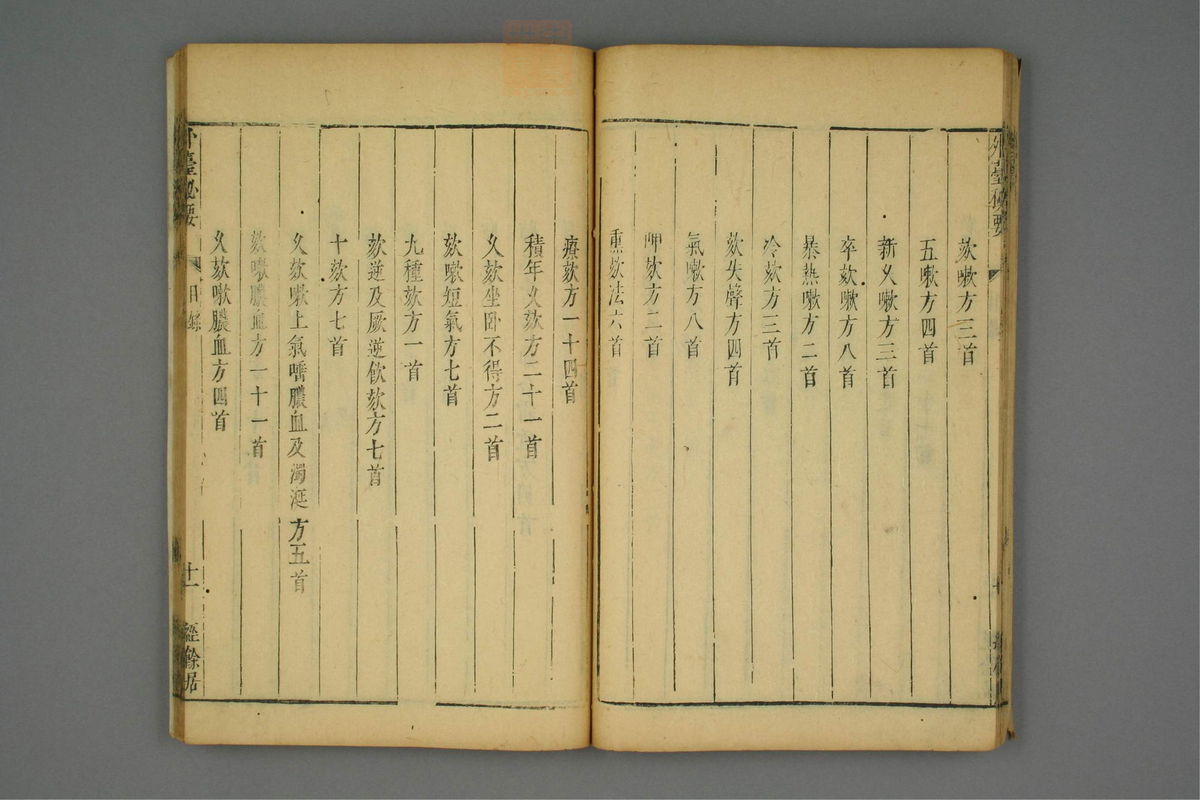 外臺秘要
欬嗽方三首
五嗽方四首
新乆嗽方三首
卒欬嗽方八首
暴熱嗽方二首
冷欬方三首
欬失聲方四首
氣嗽方八首
呷欬方二首
熏欬法六首
療欬方一十四首
積年乆欬方二十一首
乆欬坐卧不得方二首
欬嗽短氣方七首
九種欬方一首
欬逆及厥逆飲欬方七首
十欬方七首
乆欬嗽上氣唾膿血及濁涎方五首
欬嗽膿血方一十一首
乆欬嗽膿血方四首
外臺祕要 目錄 十一 經餘居